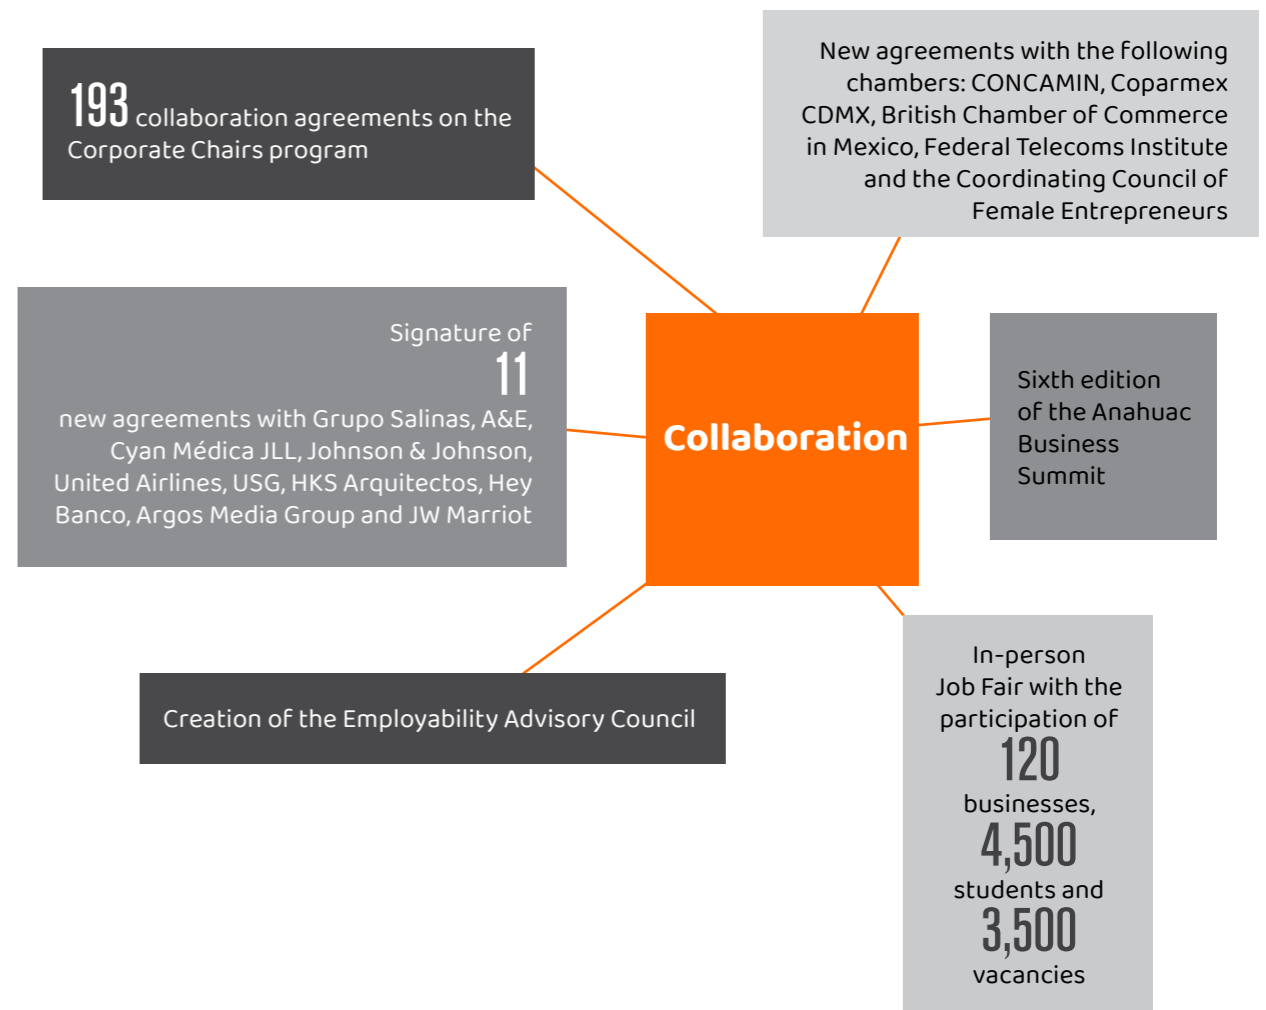 193 collaboration agreements on the
Corporate Chairs program
New agreements with the following
chambers: CONCAMIN, Coparmex
CDMX, British Chamber of Commerce
in Mexico, Federal Telecoms Institute
and the Coordinating Council of
Female Entrepreneurs
Signature of
11
new agreements with Grupo Salinas, A&E,
Cyan Médica JLL, Johnson & Johnson,
United Airlines, USG, HKS Arquitectos, Hey
Banco, Argos Media Group and JW Marriot
Collaboration
Sixth edition
of the Anahuac
Business
Summit
Creation of the Employability Advisory Council
In-person
Job Fair with the
participation of
120
businesses,
4,500
students and
3,500
vacancies